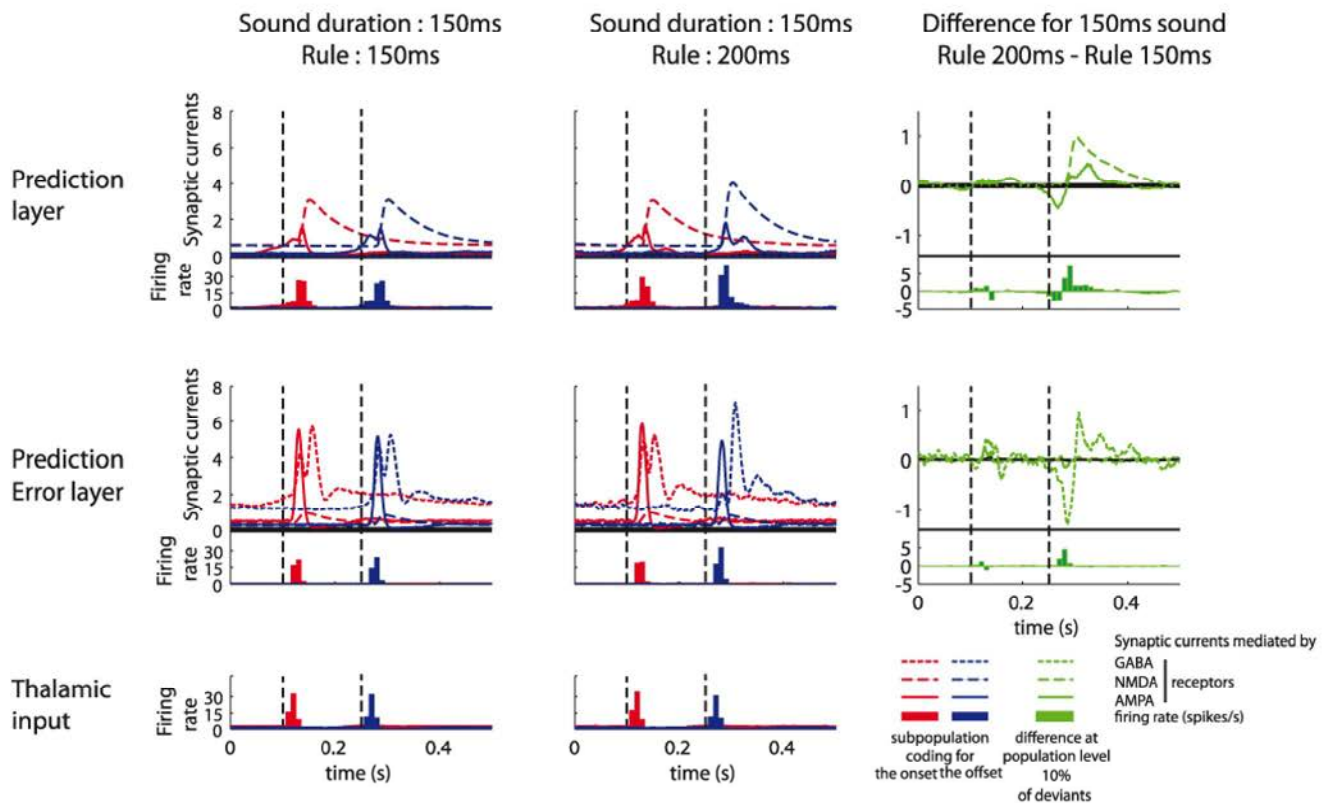 Sound duration : 150ms
Rule : 150ms
Sound duration : 150ms
Rule : 200ms
Difference for 150ms sound
Rule 200ms - Rule 150ms
Prediction
layer
Synaptic currents
8
6
4
2
0
Firing
rate
30
15
0
8
6
4
2
0
30
15
0
1
0
-1
5
0
-5
Prediction
Error layer
Synaptic currents
8
6
4
2
0
Firing
rate
30
15
0
8
6
4
2
0
30
15
0
1
0
-1
5
0
-5
0 0.2 0.4
time (s)
Thalamic
input
Firing
rate
30
15
0
0 0.2 0.4
time (s)
30
15
0
0 0.2 0.4
time (s)
Synaptic currents mediated by
GABA
NMDA receptors
AMPA
firing rate (spikes/s)
subpopulation
coding for
the onset the offset
difference at
population level
10%
of deviants